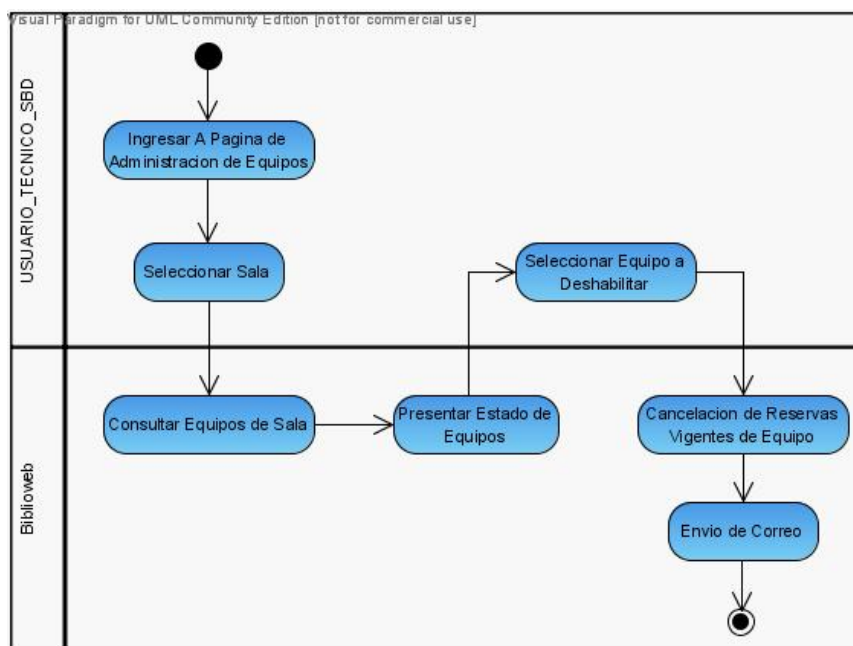 Visual Paradigm for UML Community Edition [not for commercial use]
USUARIO_TECNICO_SBD
Ingresar A Pagina de
Administracion de Equipos
Seleccionar Sala
Seleccionar Equipo a
Deshabilitar
Biblioweb
Consultar Equipos de Sala
Presentar Estado de
Equipos
Cancelacion de Reservas
Vigentes de Equipo
Envio de Correo